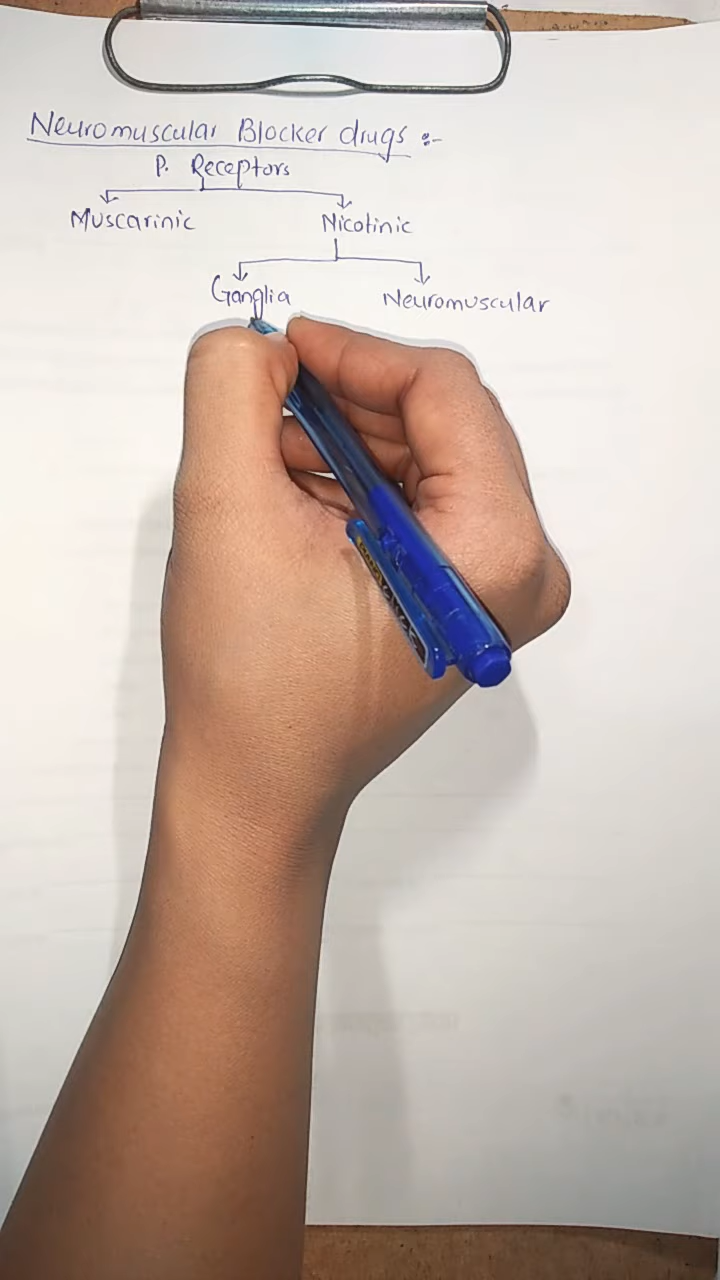 Neuromuscular Blocker drugs :-
P. Receptors
Muscarinic Nicotinic
Ganglia Neuromuscular